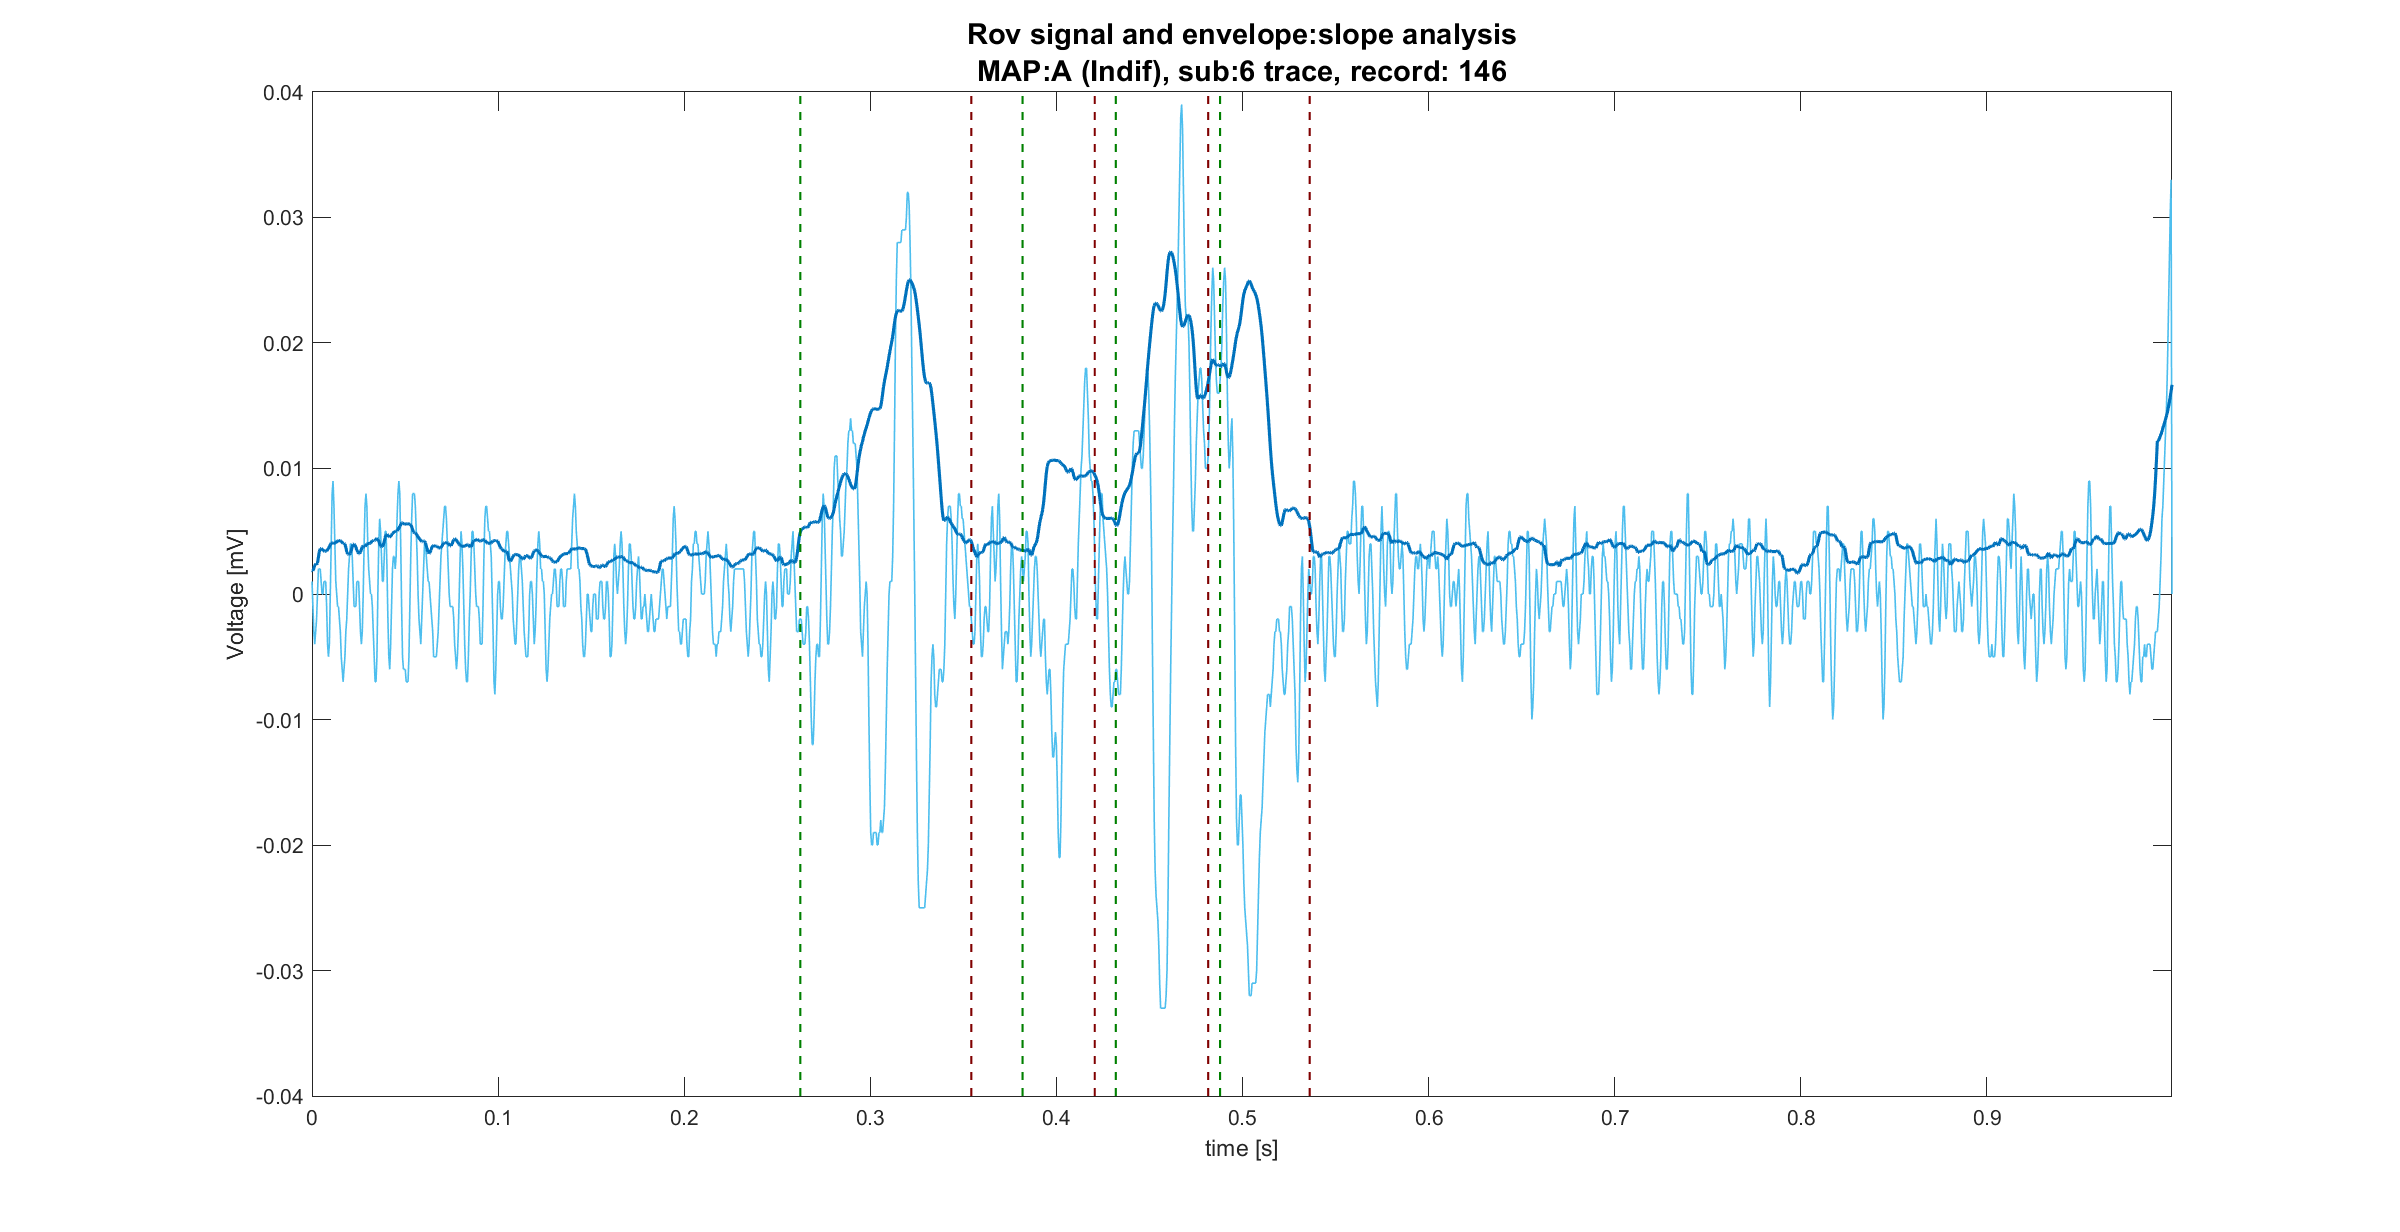 Rov signal and envelope:slope analysis
MAP:A (Indif), sub:6 trace, record: 146
0.04
0.03
0.02
0.01
0
-0.01
-0.02
-0.03
-0.04
Voltage [mV]
0 0.1 0.2 0.3 0.4 0.5 0.6 0.7 0.8 0.9
time [s]